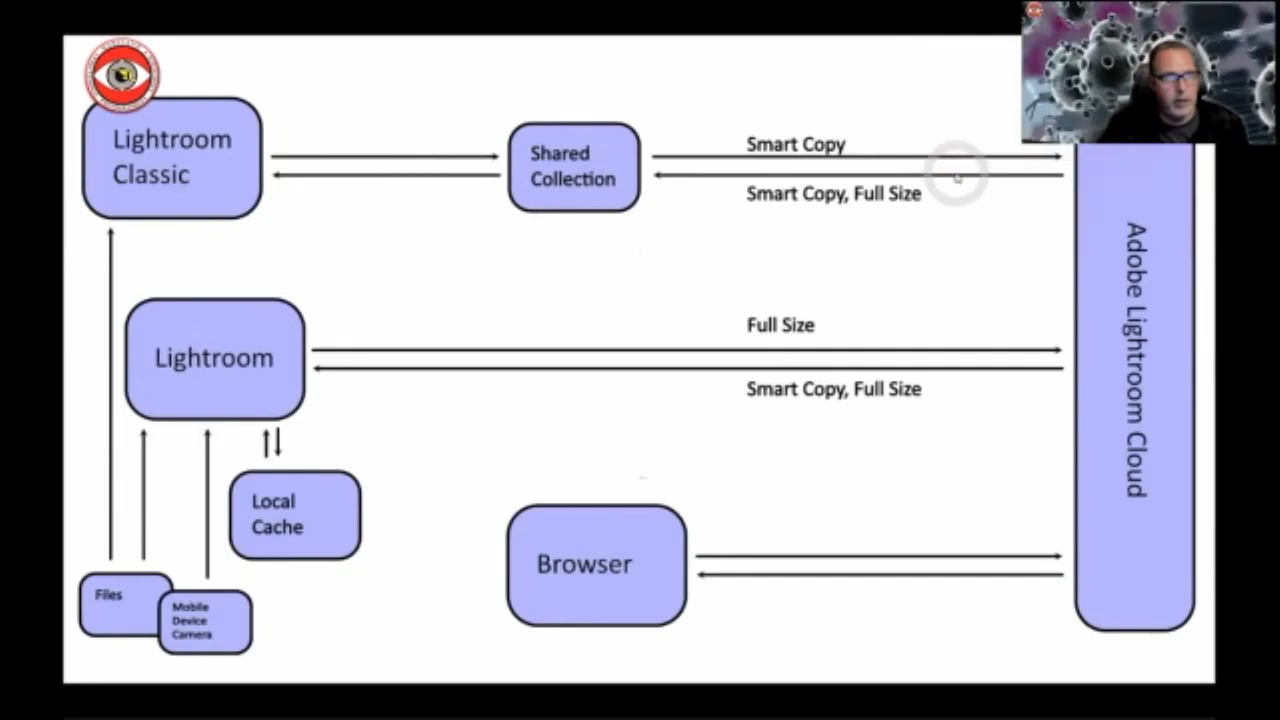 Lightroom
Classic
Shared
Collection
Smart Copy
Smart Copy, Full Size
Adobe Lightroom Cloud
Lightroom
Full Size
Smart Copy, Full Size
Local
Cache
Browser
Files
Mobile
Device
Camera